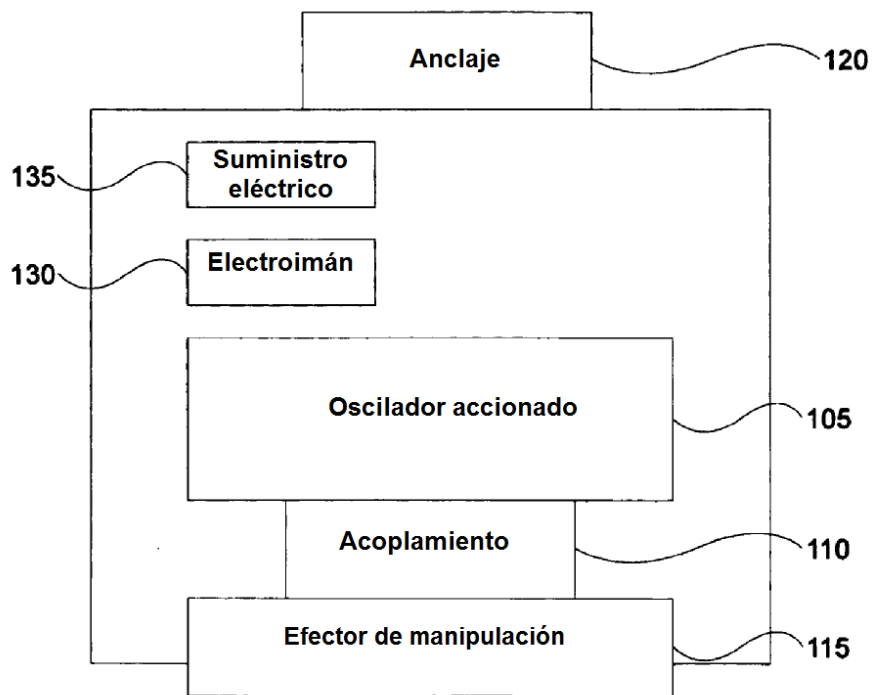 Anclaje
120
135
Suministro
eléctrico
130
Electroimán
Oscilador accionado
105
Acoplamiento
110
Efector de manipulación
115